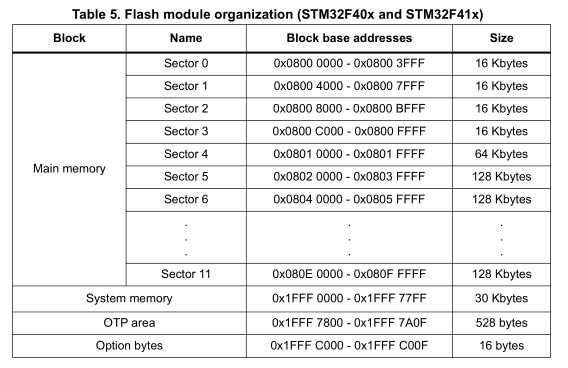 Table 5. Flash module organization (STM32F40x and STM32F41x)
Block Name Block base addresses Size
Main memory
Sector 0 0x0800 0000 - 0x0800 3FFF 16 Kbytes
Sector 1 0x0800 4000 - 0x0800 7FFF 16 Kbytes
Sector 2 0x0800 8000 - 0x0800 BFFF 16 Kbytes
Sector 3 0x0800 C000 - 0x0800 FFFF 16 Kbytes
Sector 4 0x0801 0000 - 0x0801 FFFF 64 Kbytes
Sector 5 0x0802 0000 - 0x0803 FFFF 128 Kbytes
Sector 6 0x0804 0000 - 0x0805 FFFF 128 Kbytes
. . .
. . .
. . .
Sector 11 0x080E 0000 - 0x080F FFFF 128 Kbytes
System memory 0x1FFF 0000 - 0x1FFF 77FF 30 Kbytes
OTP area 0x1FFF 7800 - 0x1FFF 7A0F 528 bytes
Option bytes 0x1FFF C000 - 0x1FFF C00F 16 bytes